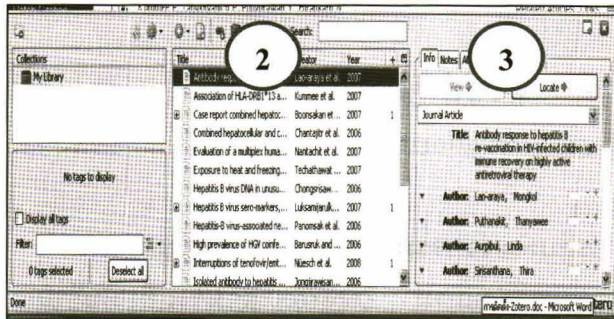 Search:
Collections
My Library
No tags to display
Display all tags
Filter:
0 tags selected
Deselect all
Title
2
Creator
Year
+
Antibody Lao-araya et al. 2007
Association of HLA-DRB1*13 a... Kummee et al. 2007
Case report combined hepatoc... Boonsakan et ... 2007 1
Combined hepatocellular and c... Chantajitr et al. 2006
Evaluation of a multiplex huma... Nantachit et al. 2007
Exposure to heat and freezing... Techathawat ... 2007
Hepatitis B virus DNA in unusu... Chongsrisaw... 2006
Hepatitis B virus sero-markers,... Luksamijarulk... 2007 1
Hepatitis-B virus-associated ne... Panomsak et al. 2006
High prevalence of HGV confe... Barusruk and ... 2006
Interruptions of tenofovir/emt... Nüesch et al. 2008 1
Isolated antibody to hepatitis ... Jongjirawisan... 2006
Info Notes
3
View
Locate
Journal Article
Title: Antibody response to hepatitis B
re-vaccination in HIV-infected children with
immune recovery on highly active
antiretroviral therapy
Author: Lao-araya, Mongkol
Author: Puthanakit, Thanyawee
Author: Aurpibul, Linda
Author: Sirisanthana, Thira
Done
-Zotero.doc - Microsoft Word